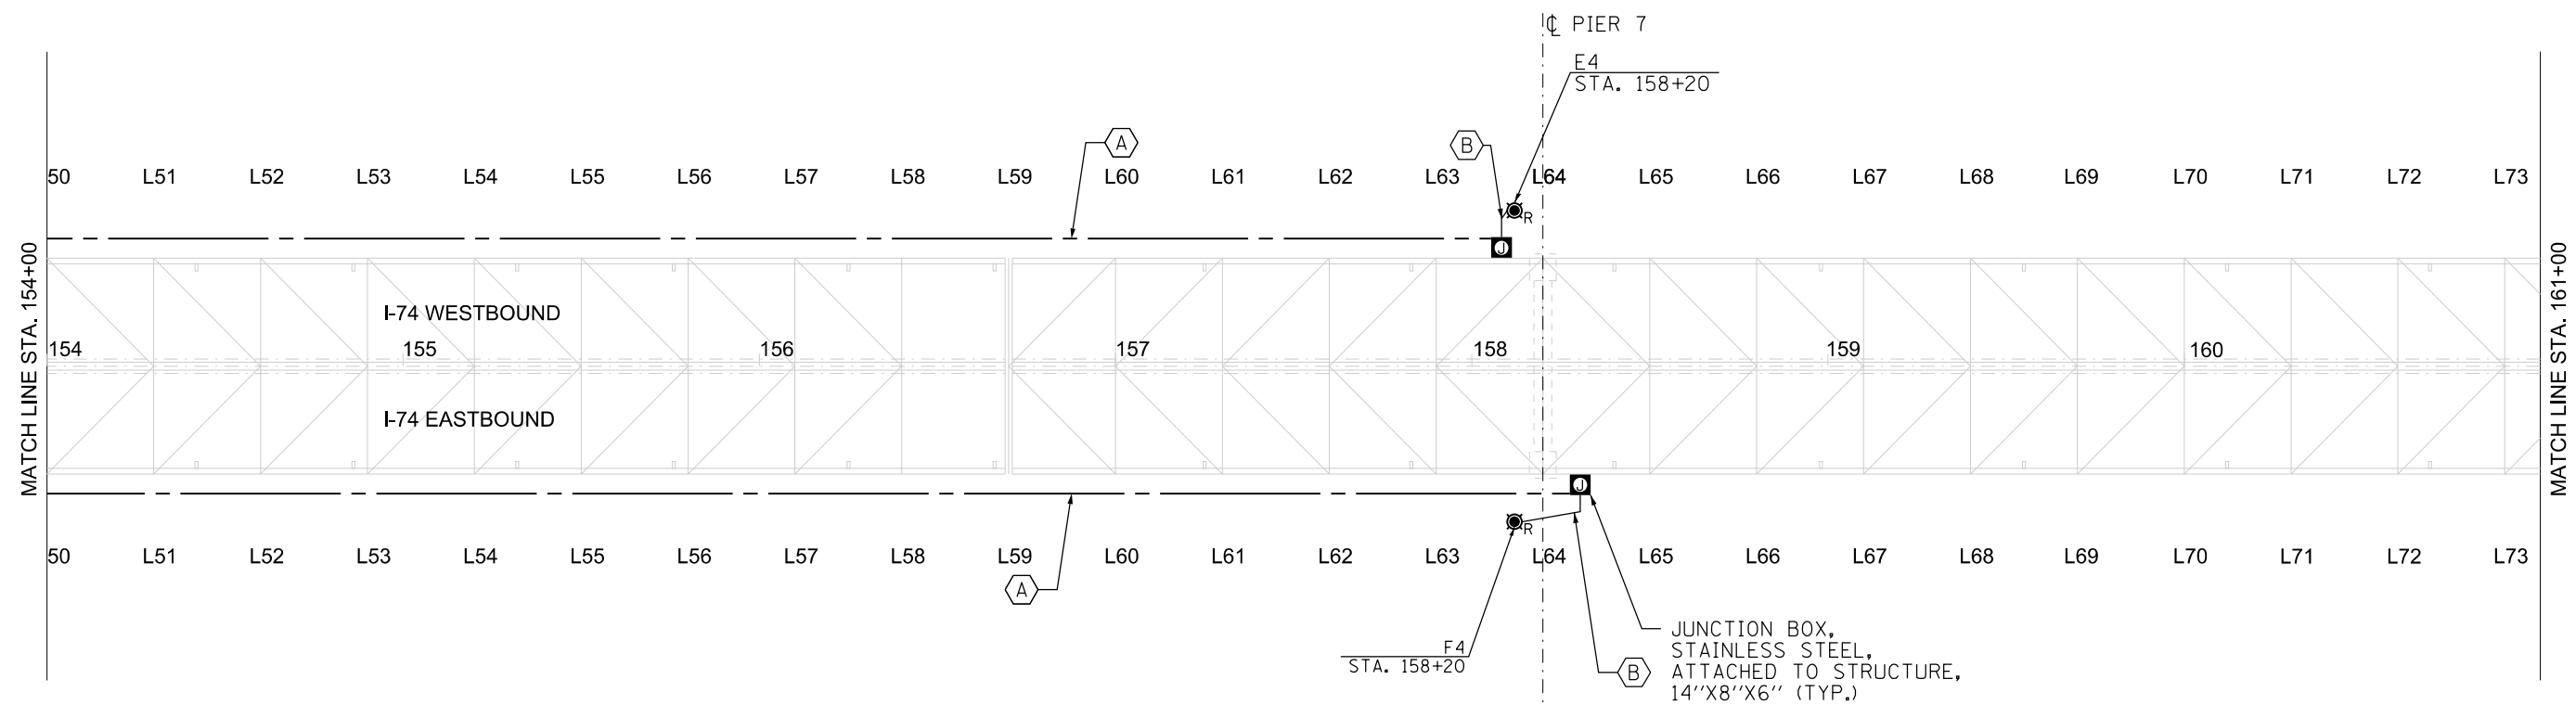 ℄ PIER 7
E4
STA. 158+20
A
B
50 L51 L52 L53 L54 L55 L56 L57 L58 L59 L60 L61 L62 L63 L64 L65 L66 L67 L68 L69 L70 L71 L72 L73
R
J
MATCH LINE STA. 154+00
I-74 WESTBOUND
154 155 156 157 158 159 160
I-74 EASTBOUND
MATCH LINE STA. 161+00
J
R
50 L51 L52 L53 L54 L55 L56 L57 L58 L59 L60 L61 L62 L63 L64 L65 L66 L67 L68 L69 L70 L71 L72 L73
A
F4
STA. 158+20
B
JUNCTION BOX,
STAINLESS STEEL,
ATTACHED TO STRUCTURE,
14''X8''X6'' (TYP.)